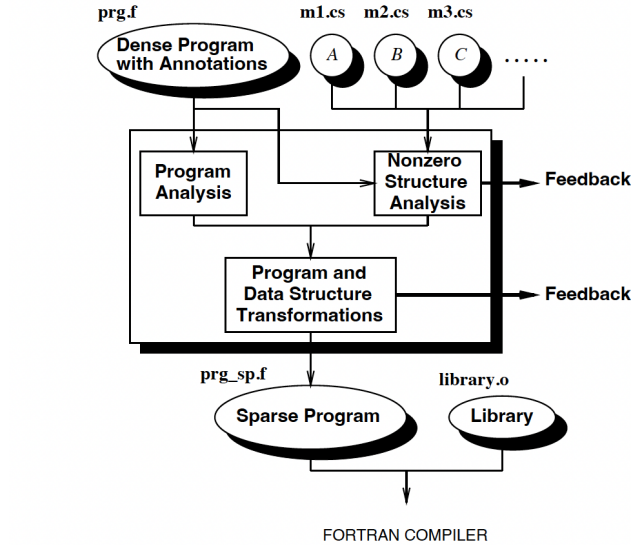 prg.f
m1.cs m2.cs m3.cs
Dense Program
with Annotations
A B C .....
Program
Analysis
Nonzero
Structure
Analysis
Feedback
Program and
Data Structure
Transformations
Feedback
prg_sp.f
library.o
Sparse Program
Library
FORTRAN COMPILER